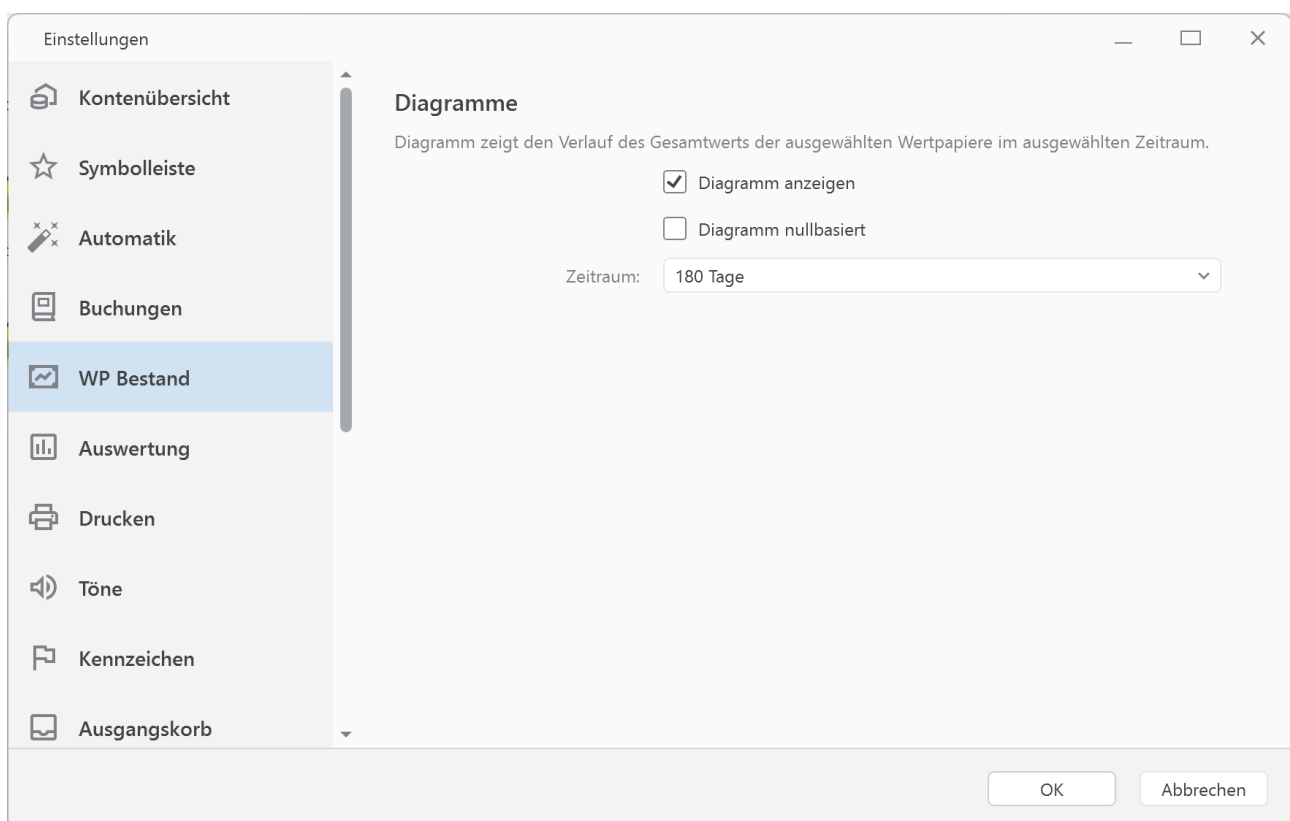 Einstellungen
Kontenübersicht
Symbolleiste
Automatik
Buchungen
WP Bestand
Auswertung
Drucken
Töne
Kennzeichen
Ausgangskorb
Diagramme
Diagramm zeigt den Verlauf des Gesamtwerts der ausgewählten Wertpapiere im ausgewählten Zeitraum.
Diagramm anzeigen
Diagramm nullbasiert
Zeitraum: 180 Tage
OK Abbrechen